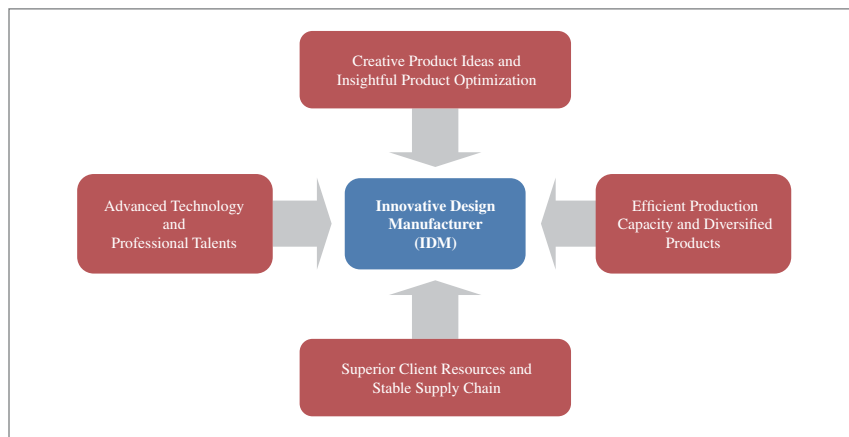 Creative Product Ideas and
Insightful Product Optimization
Advanced Technology
and
Professional Talents
Innovative Design
Manufacturer
(IDM)
Efficient Production
Capacity and Diversified
Products
Superior Client Resources and
Stable Supply Chain